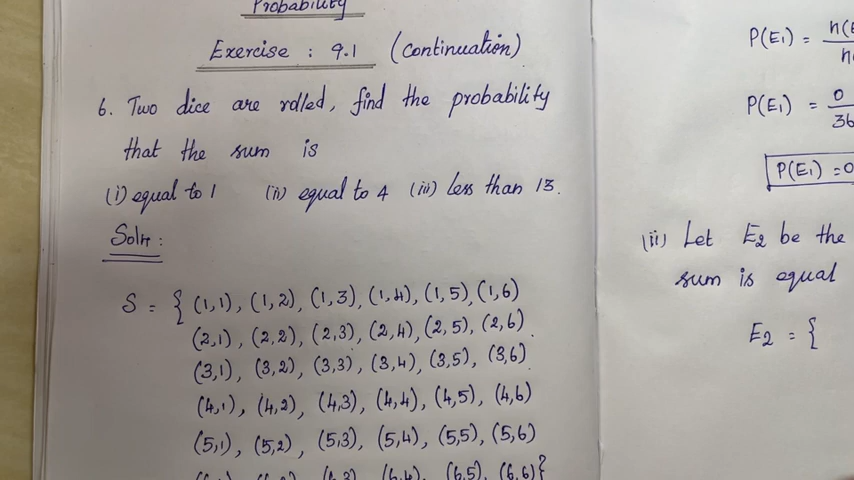 Probability
Exercise : 9.1 (Continuation)
6. Two dice are rolled, find the probability
that the sum is
(i) equal to 1 (ii) equal to 4 (iii) less than 13.
Soln:
S = { (1,1), (1,2), (1,3), (1,4), (1,5), (1,6)
(2,1), (2,2), (2,3), (2,4), (2,5), (2,6)
(3,1), (3,2), (3,3), (3,4), (3,5), (3,6)
(4,1), (4,2), (4,3), (4,4), (4,5), (4,6)
(5,1), (5,2), (5,3), (5,4), (5,5), (5,6)
(6,4), (6,5), (6,6)}
P(E1) =
P(E1) = 0/36
P(E1) = 0
(ii) Let E2 be the
sum is equal
E2 = {